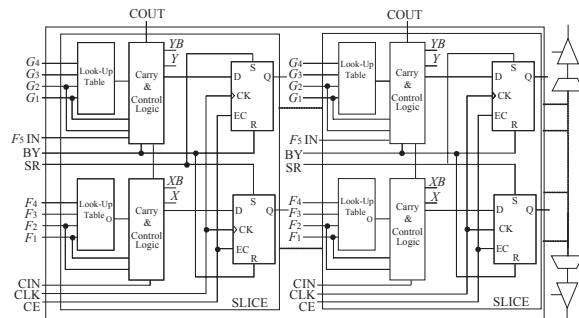 COUT
COUT
YB
Y
G4
G3
G2
G1
Look-Up
Table
Carry
&
Control
Logic
S
D
Q
CK
EC
R
F5 IN
BY
SR
XB
X
F4
F3
F2
F1
Look-Up
Table O
Carry
&
Control
Logic
S
D
Q
CK
EC
R
CIN
CLK
CE
SLICE
YB
Y
G4
G3
G2
G1
Look-Up
Table
Carry
&
Control
Logic
S
D
Q
CK
EC
R
F5 IN
BY
SR
XB
X
F4
F3
F2
F1
Look-Up
Table O
Carry
&
Control
Logic
S
D
Q
CK
EC
R
CIN
CLK
CE
SLICE